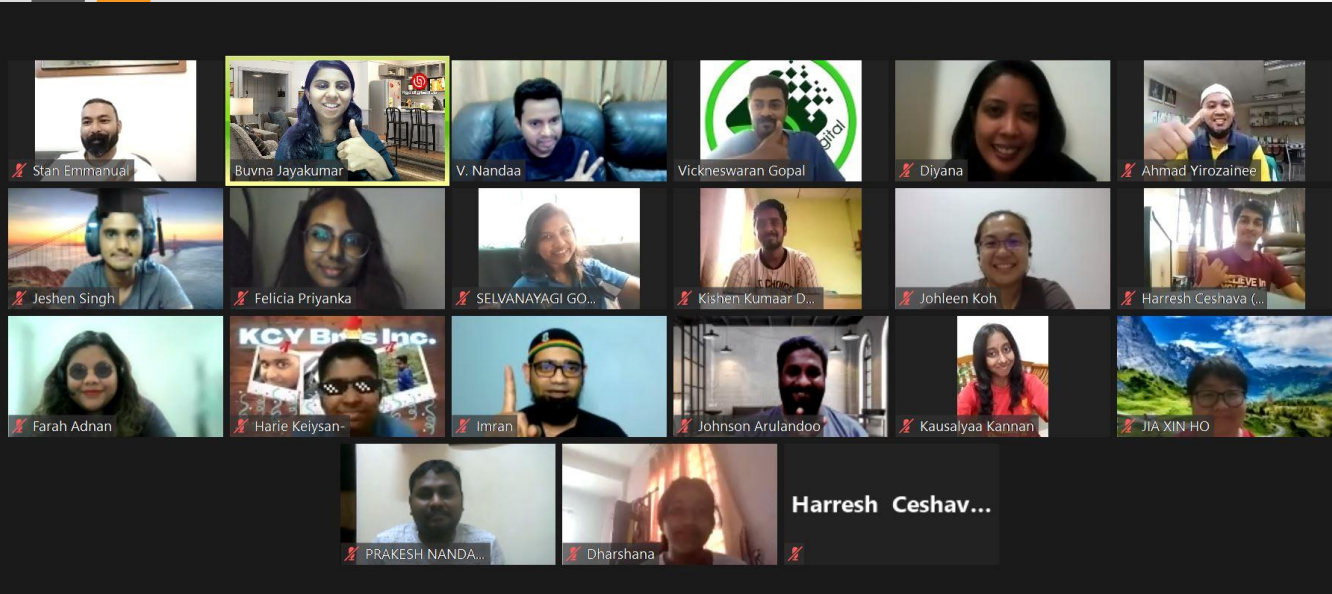 Stan Emmanual
Buvna Jayakumar
V. Nandaa
gital
Vickneswaran Gopal
Diyana
Ahmad Yirozainee
Jeshen Singh
Felicia Priyanka
SELVANAYAGI GO...
Kishen Kumaar D...
Johleen Koh
Harresh Ceshava (...
Farah Adnan
KCY Br s Inc.
Harie Keiysan-
Imran
Johnson Arulandoo
Kausalyaa Kannan
JIA XIN HO
PRAKESH NANDA...
Dharshana
Harresh Ceshav...